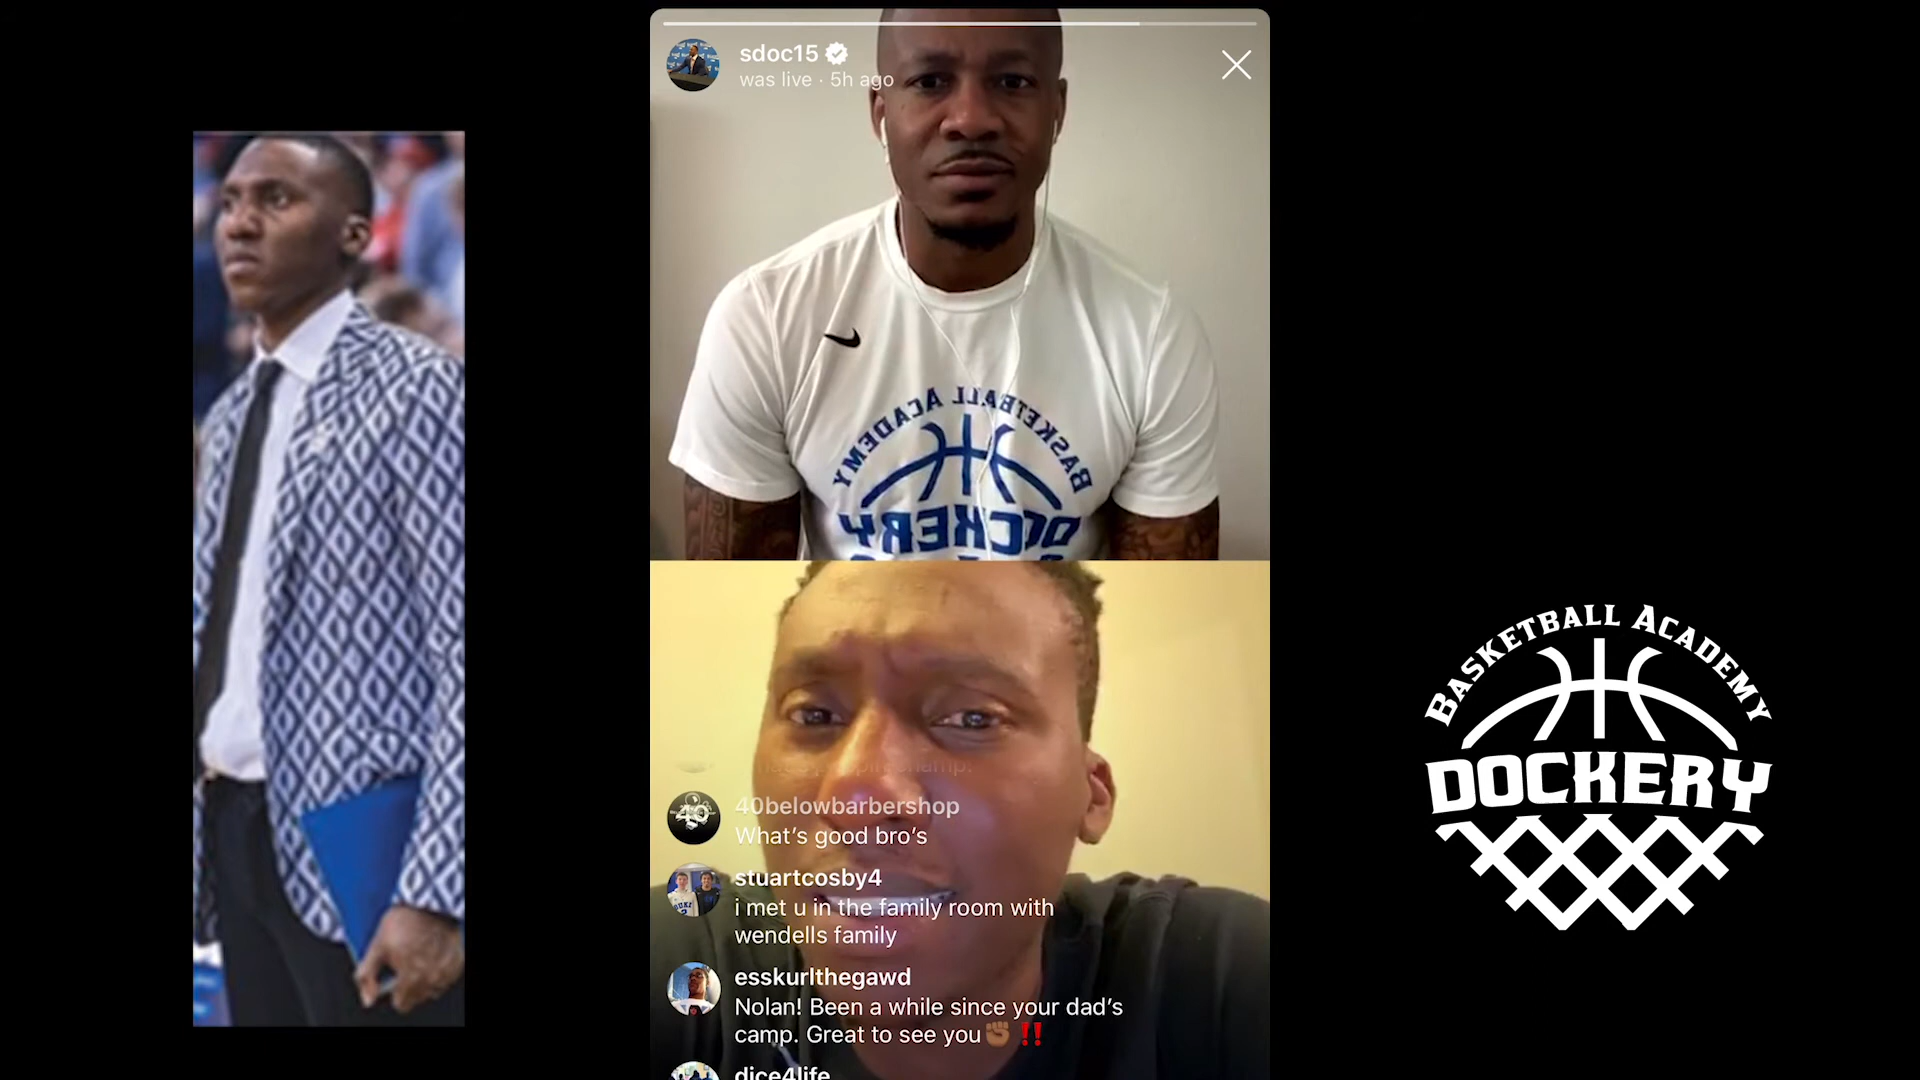 sdoc15
was live · 5h ago
BASKETBALL ACADEMY
DOCKERY
40belowbarbershop
What's good bro's
stuartcosby4
i met u in the family room with
wendells family
esskurlthegawd
Nolan! Been a while since your dad's
camp. Great to see you✊🏾 ‼️
dice4life
BASKETBALL ACADEMY
DOCKERY